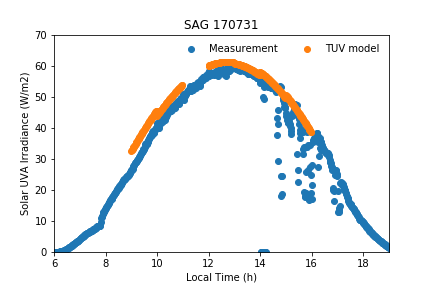 SAG 170731
Measurement TUV model
Solar UVA Irradiance (W/m2)
70
60
50
40
30
20
10
0
6 8 10 12 14 16 18
Local Time (h)